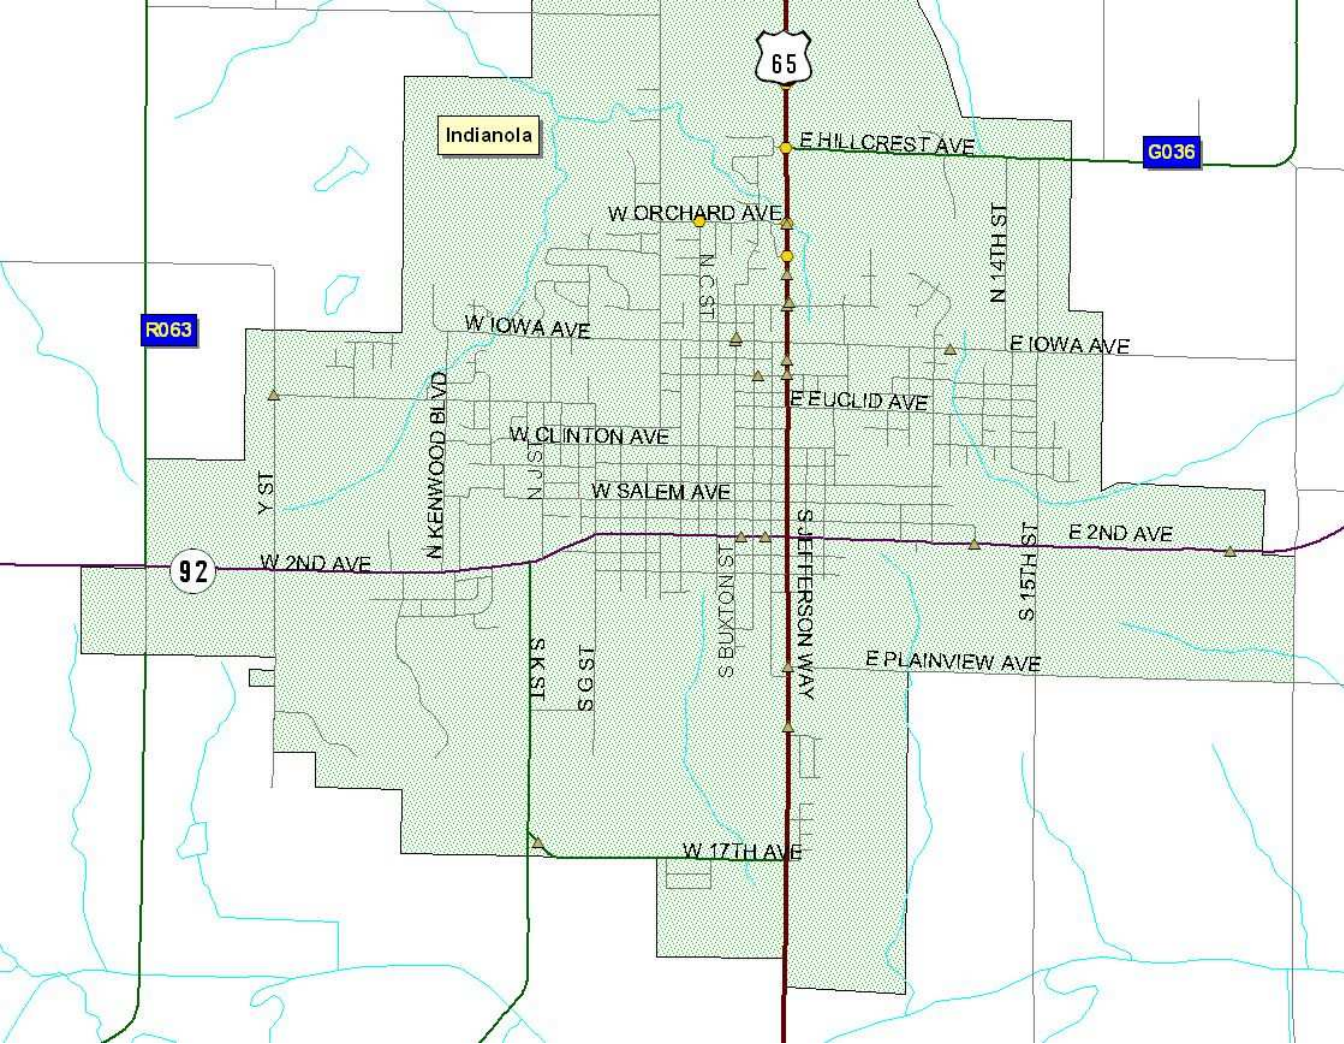 65
Indianola
E HILLCREST AVE
G036
W ORCHARD AVE
N 14TH ST
N C ST
R063
W IOWA AVE
E IOWA AVE
E EUCLID AVE
N KENWOOD BLVD
W CLINTON AVE
N J ST
Y ST
W SALEM AVE
S JEFFERSON WAY
E 2ND AVE
W 2ND AVE
92
S BUXTON ST
S 15TH ST
S K ST
S G ST
E PLAINVIEW AVE
W 17TH AVE